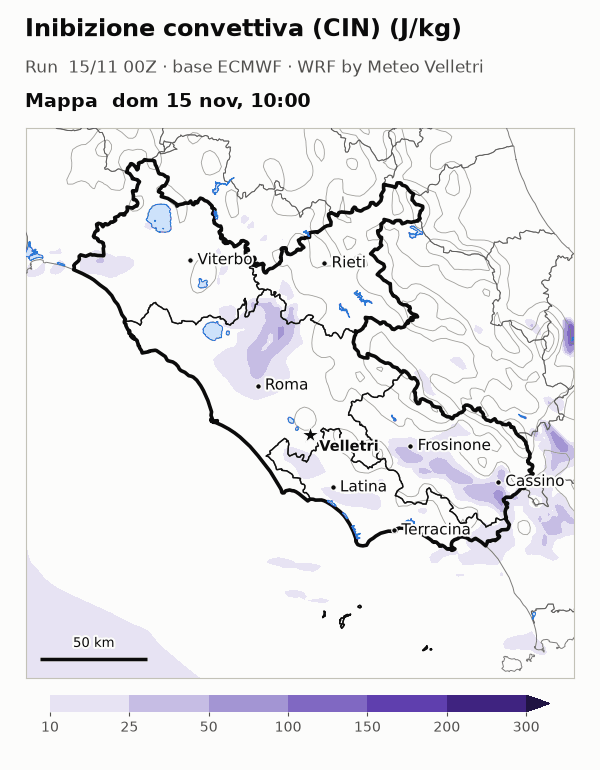 Inibizione convettiva (CIN) (J/kg)
Run  15/11 00Z · base ECMWF · WRF by Meteo Velletri
Mappa  dom 15 nov, 10:00
Viterbo
Rieti
Roma
Velletri
Frosinone
Cassino
Latina
Terracina
50 km
10 25 50 100 150 200 300